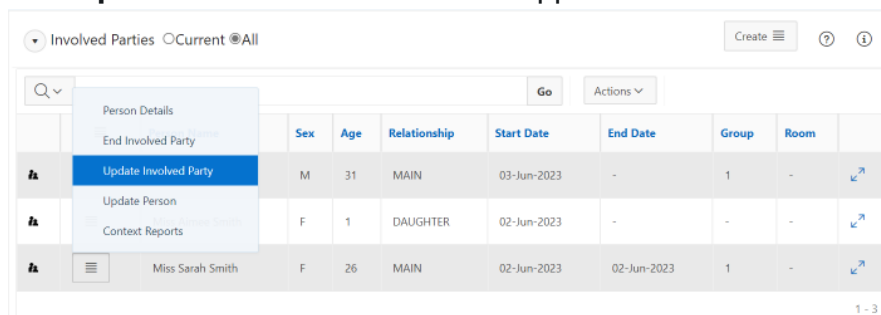 Involved Parties Current All Create
Go Actions
Person Details
End Involved Party
Sex Age Relationship Start Date End Date Group Room
Update Involved Party
M 31 MAIN 03-Jun-2023 - 1 -
Update Person
F 1 DAUGHTER 02-Jun-2023 - - -
Context Reports
Miss Sarah Smith F 26 MAIN 02-Jun-2023 02-Jun-2023 1 -
1 - 3